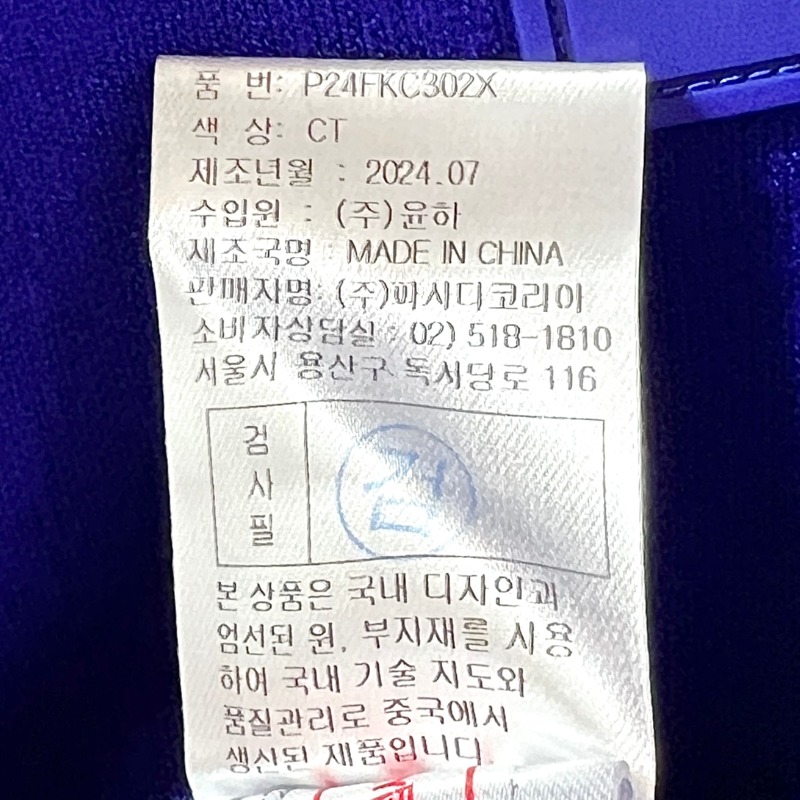 품 번: P24FKC302X
색 상: CT
제조년월 : 2024.07
수입원 : (주)윤하
제조국명 : MADE IN CHINA
판매자명: (주)파시디코리아
소비자상담실 : 02) 518-1810
서울시 용산구 독서당로 116
검사필
검
본 상품은 국내 디자인과
엄선된 원, 부자재를 사용
하여 국내 기술 지도와
품질관리로 중국에서
생산된 제품입니다.